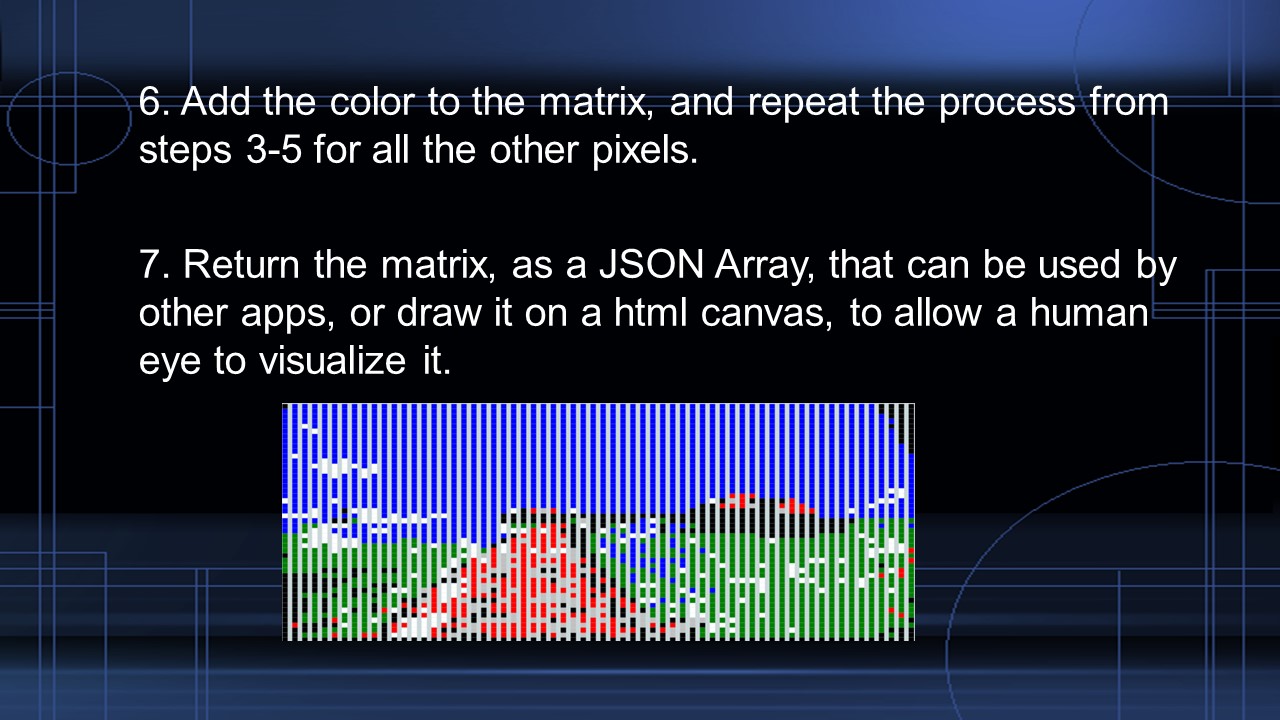 6. Add the color to the matrix, and repeat the process from
steps 3-5 for all the other pixels.
7. Return the matrix, as a JSON Array, that can be used by
other apps, or draw it on a html canvas, to allow a human
eye to visualize it.